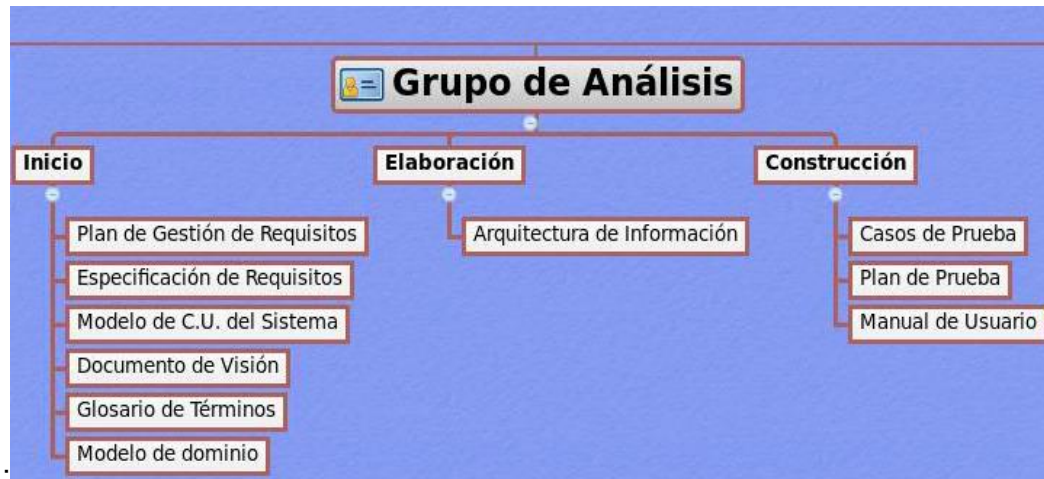 Grupo de Análisis
Inicio
Plan de Gestión de Requisitos
Especificación de Requisitos
Modelo de C.U. del Sistema
Documento de Visión
Glosario de Términos
Modelo de dominio
Elaboración
Arquitectura de Información
Construcción
Casos de Prueba
Plan de Prueba
Manual de Usuario
.